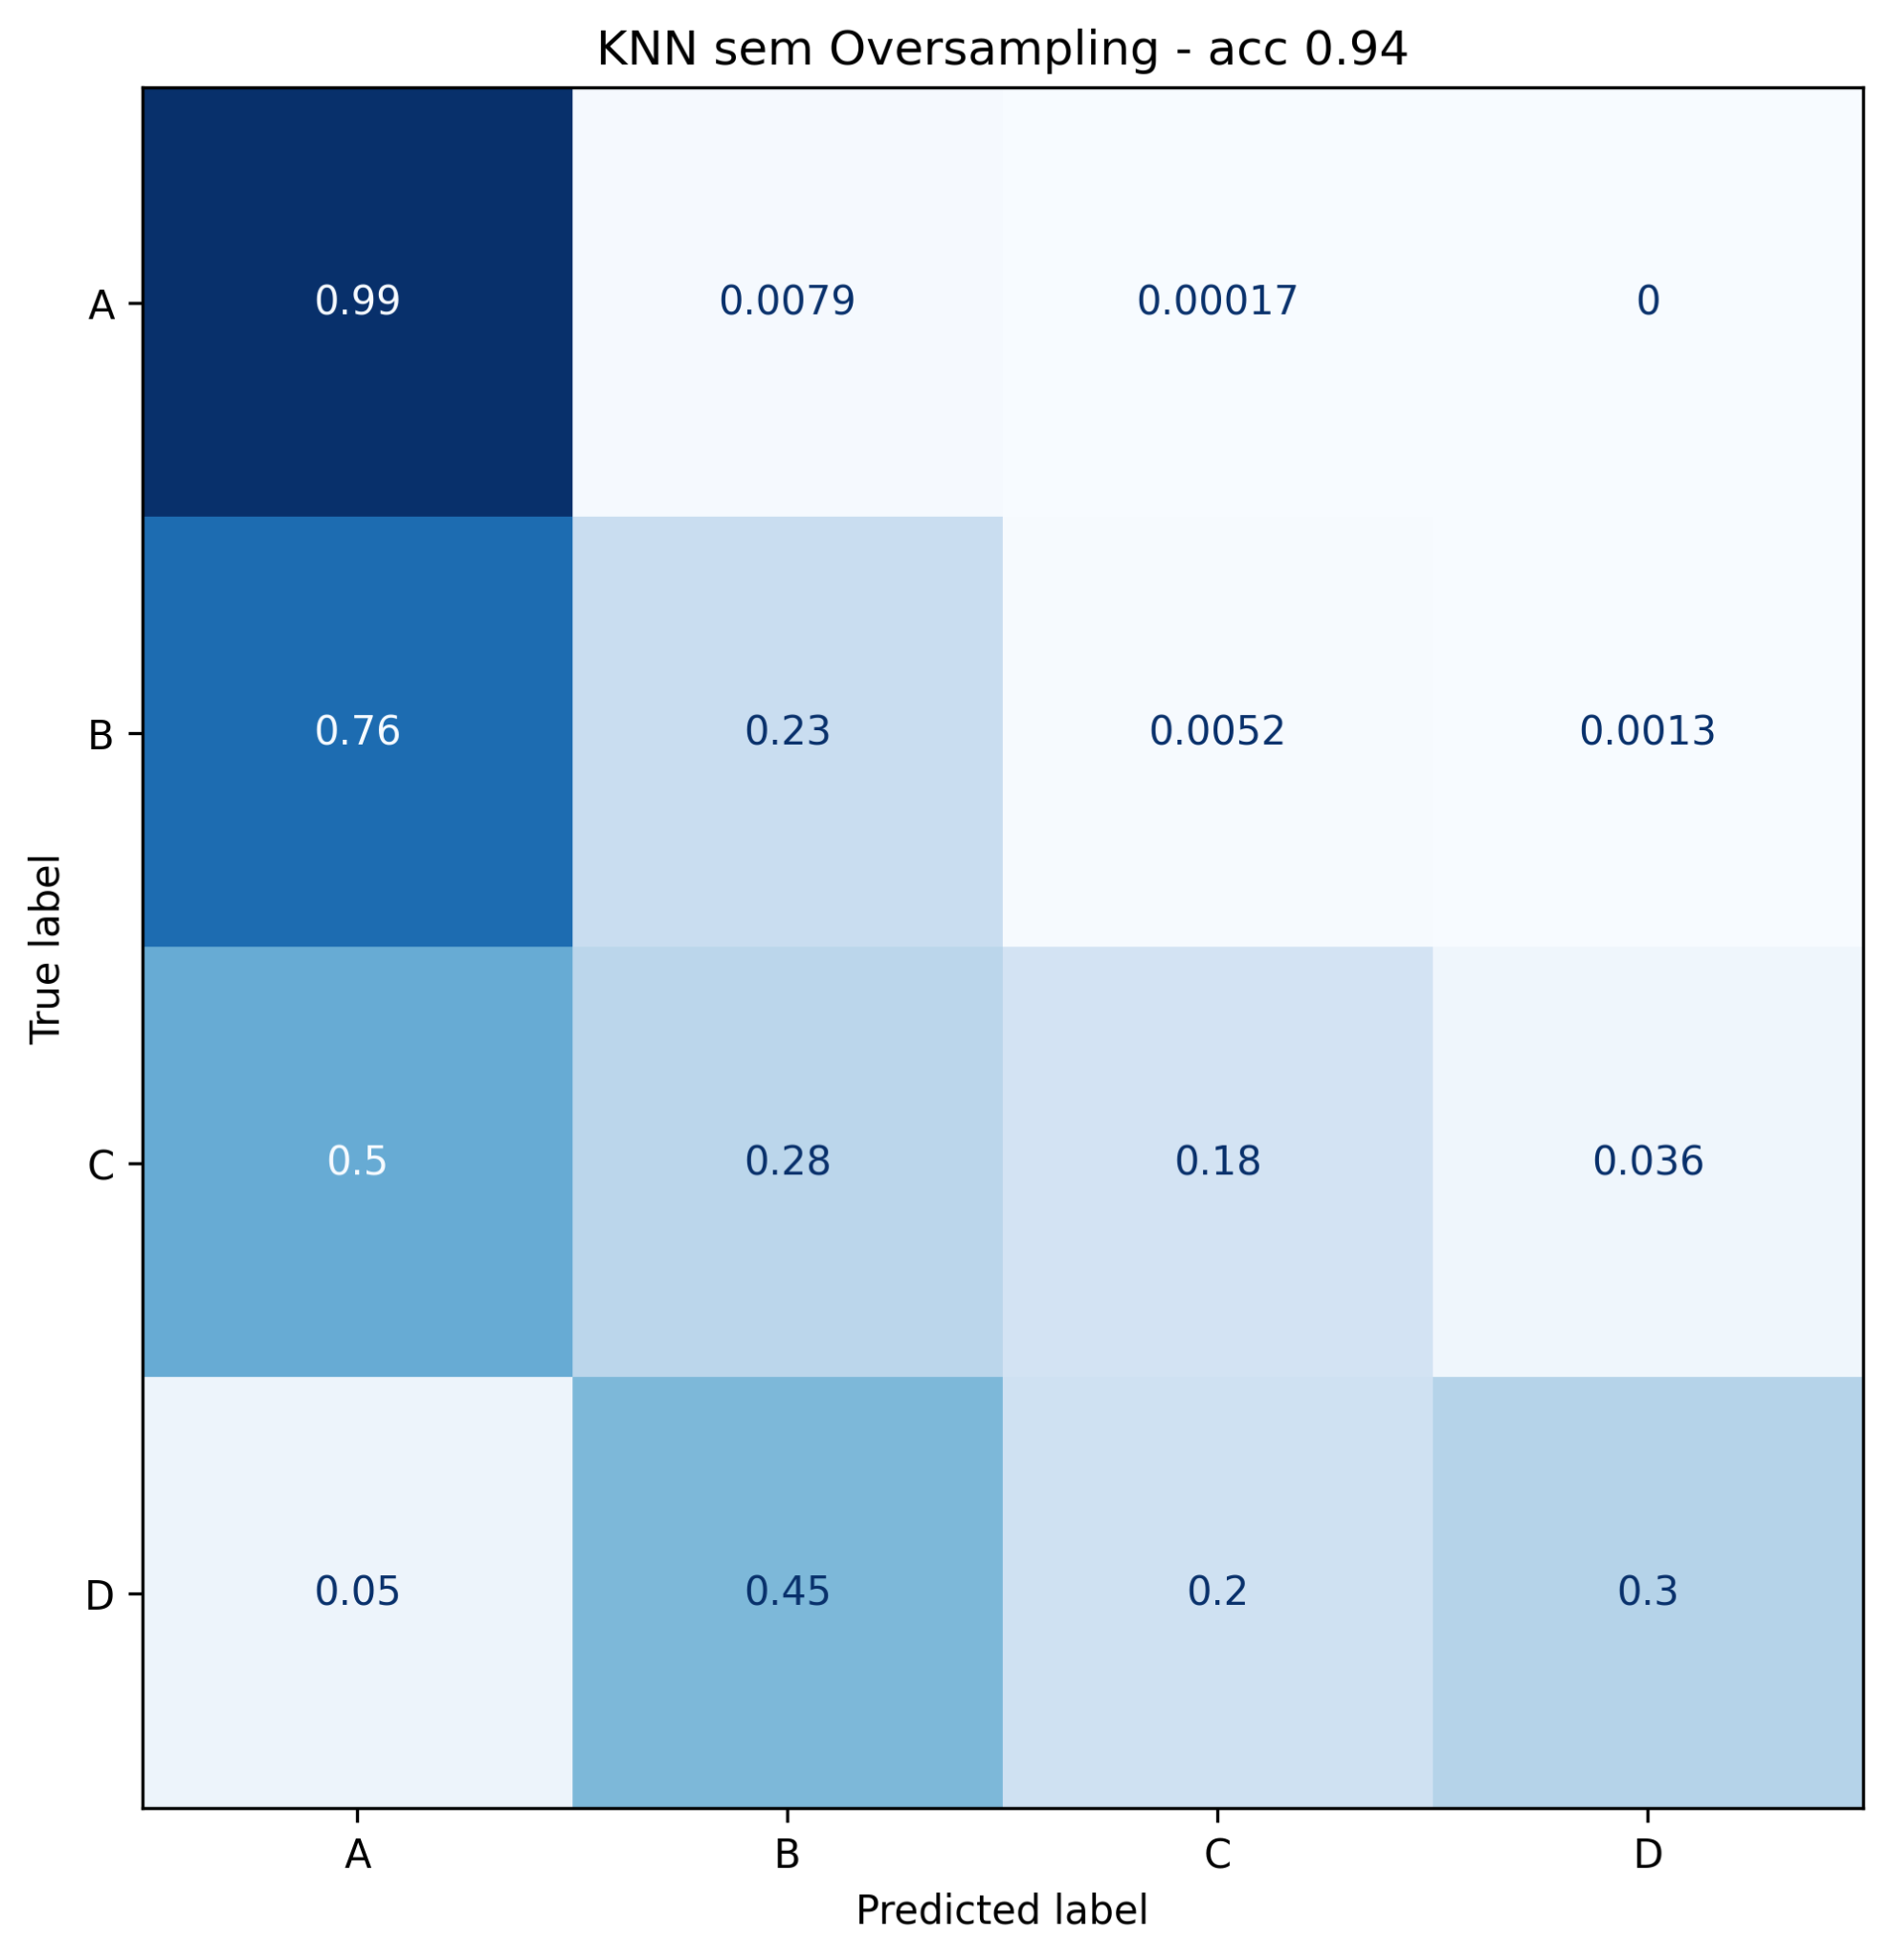 KNN sem Oversampling - acc 0.94
True label
A 0.99 0.0079 0.00017 0
B 0.76 0.23 0.0052 0.0013
C 0.5 0.28 0.18 0.036
D 0.05 0.45 0.2 0.3
A B C D
Predicted label